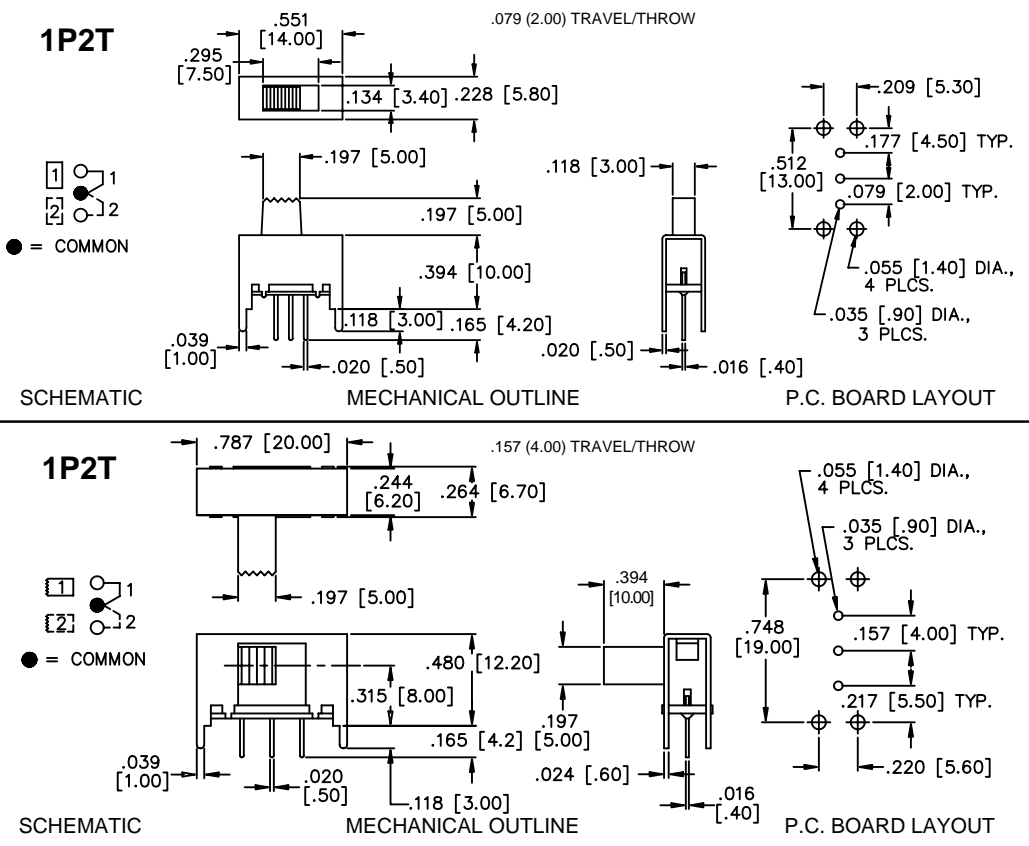 1P2T
.551
[14.00]
.079 (2.00) TRAVEL/THROW
.295
[7.50]
.134 [3.40]
.228 [5.80]
.209 [5.30]
.177 [4.50] TYP.
.512
[13.00]
.079 [2.00] TYP.
.055 [1.40] DIA.,
4 PLCS.
.035 [.90] DIA.,
3 PLCS.
1
1
2
2
= COMMON
.197 [5.00]
.197 [5.00]
.394 [10.00]
.118 [3.00]
.165 [4.20]
.039
[1.00]
.020 [.50]
.118 [3.00]
.020 [.50]
.016 [.40]
SCHEMATIC
MECHANICAL OUTLINE
P.C. BOARD LAYOUT
1P2T
.787 [20.00]
.157 (4.00) TRAVEL/THROW
.244
[6.20]
.264 [6.70]
.055 [1.40] DIA.,
4 PLCS.
.035 [.90] DIA.,
3 PLCS.
1
1
2
2
= COMMON
.197 [5.00]
.394
[10.00]
.748
[19.00]
.157 [4.00] TYP.
.217 [5.50] TYP.
.220 [5.60]
.480 [12.20]
.315 [8.00]
.165 [4.2]
.197
[5.00]
.039
[1.00]
.020
[.50]
.118 [3.00]
.024 [.60]
.016
[.40]
SCHEMATIC
MECHANICAL OUTLINE
P.C. BOARD LAYOUT